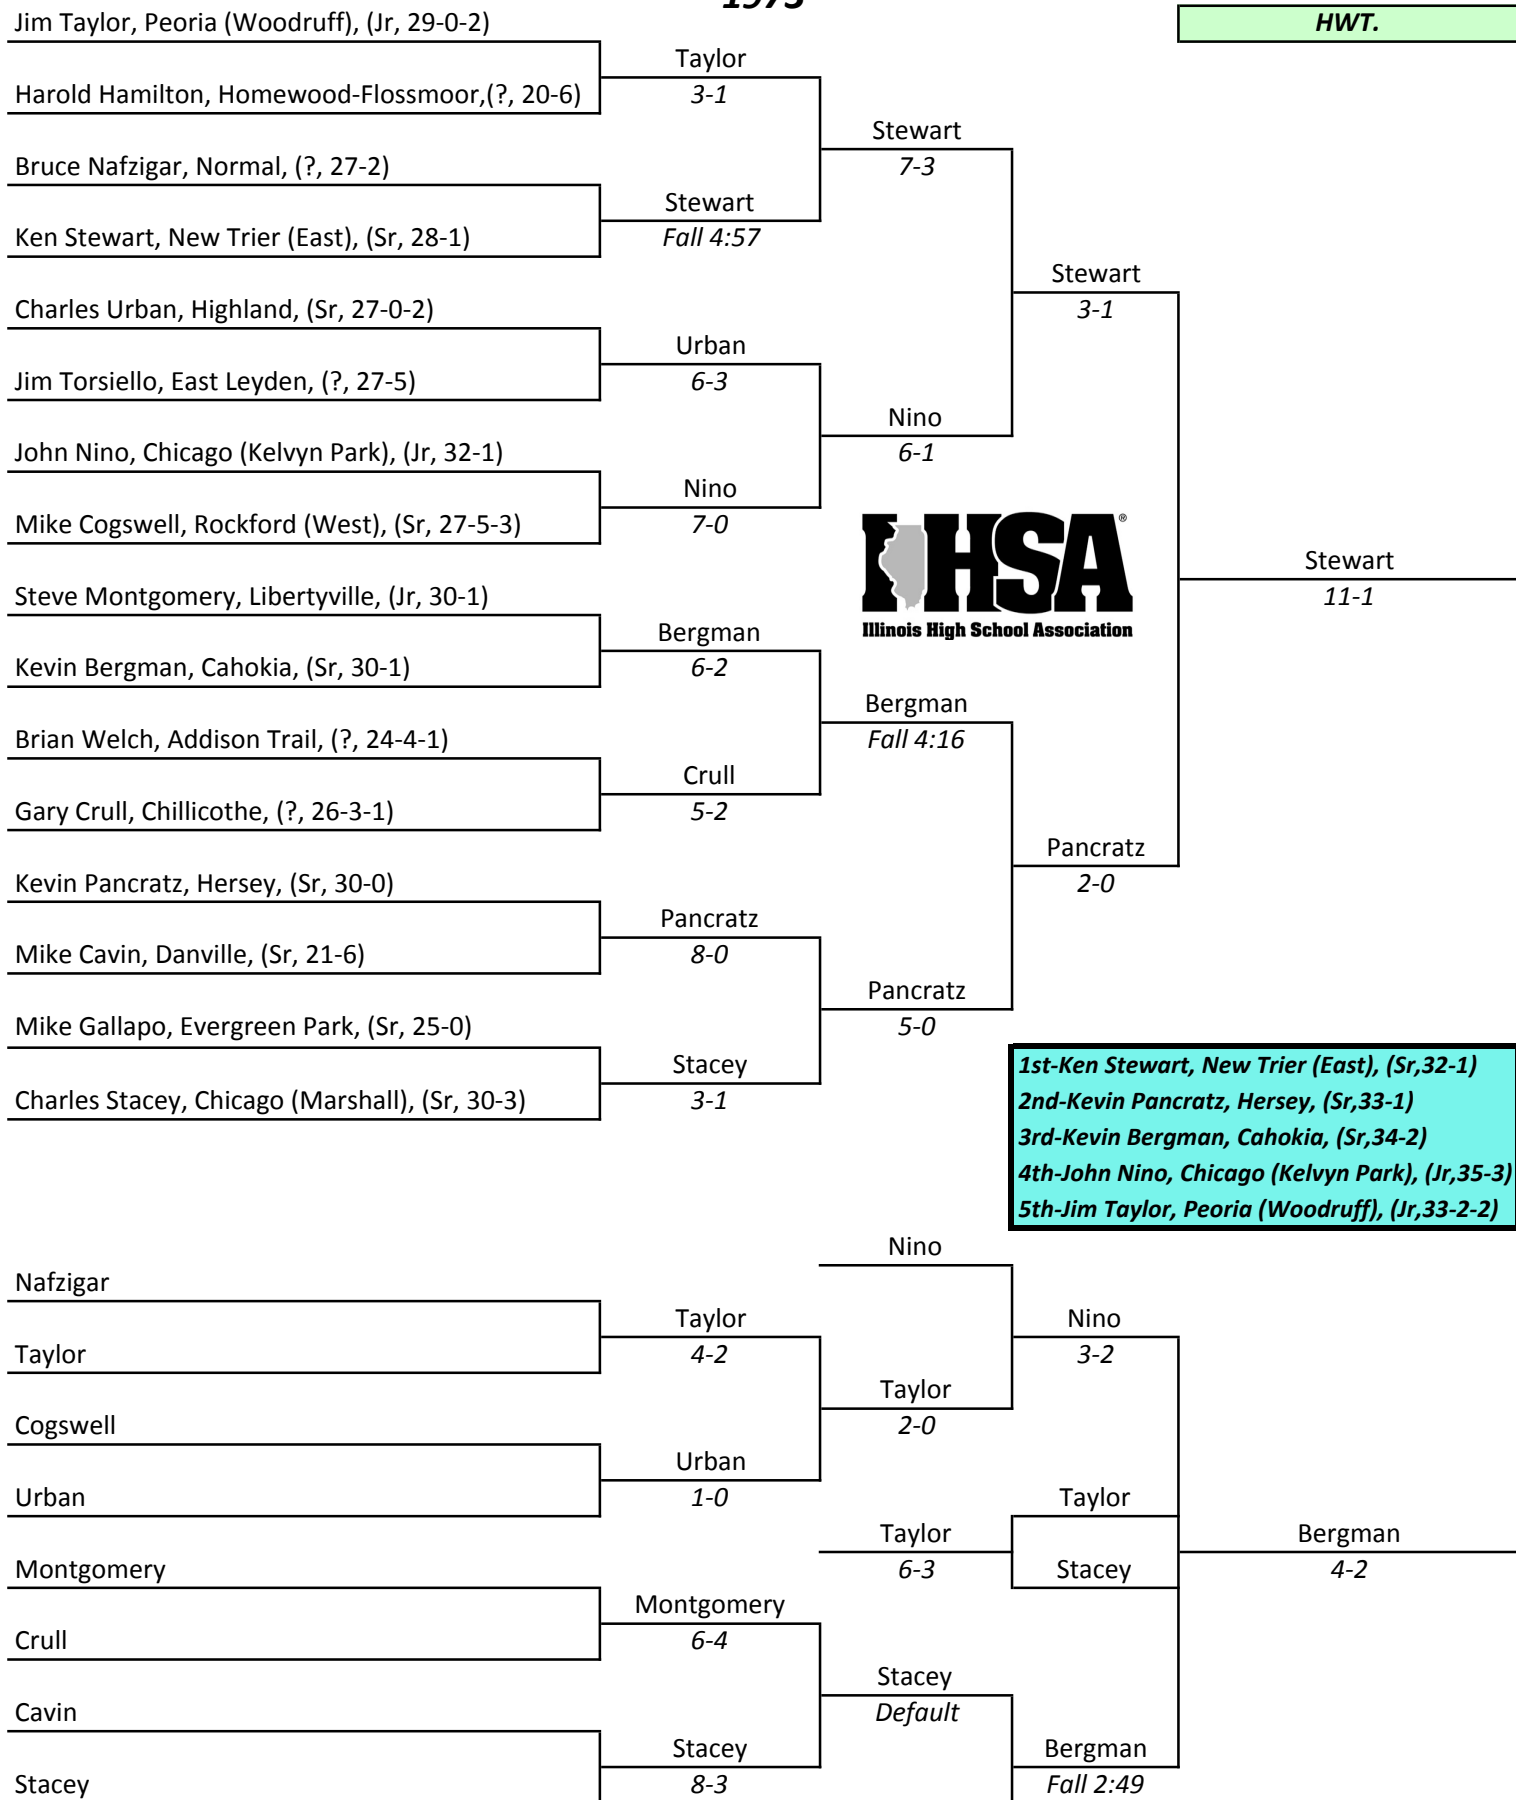 1973
HWT.
Jim Taylor, Peoria (Woodruff), (Jr, 29-0-2)
Taylor
3-1
Harold Hamilton, Homewood-Flossmoor,(?, 20-6)
Stewart
7-3
Bruce Nafzigar, Normal, (?, 27-2)
Stewart
Fall 4:57
Ken Stewart, New Trier (East), (Sr, 28-1)
Stewart
3-1
Charles Urban, Highland, (Sr, 27-0-2)
Urban
6-3
Jim Torsiello, East Leyden, (?, 27-5)
Nino
6-1
John Nino, Chicago (Kelvyn Park), (Jr, 32-1)
Nino
7-0
Mike Cogswell, Rockford (West), (Sr, 27-5-3)
IHSA®
Illinois High School Association
Stewart
11-1
Steve Montgomery, Libertyville, (Jr, 30-1)
Bergman
6-2
Kevin Bergman, Cahokia, (Sr, 30-1)
Bergman
Fall 4:16
Brian Welch, Addison Trail, (?, 24-4-1)
Crull
5-2
Gary Crull, Chillicothe, (?, 26-3-1)
Pancratz
2-0
Kevin Pancratz, Hersey, (Sr, 30-0)
Pancratz
8-0
Mike Cavin, Danville, (Sr, 21-6)
Pancratz
5-0
Mike Gallapo, Evergreen Park, (Sr, 25-0)
Stacey
3-1
Charles Stacey, Chicago (Marshall), (Sr, 30-3)
1st-Ken Stewart, New Trier (East), (Sr,32-1)
2nd-Kevin Pancratz, Hersey, (Sr,33-1)
3rd-Kevin Bergman, Cahokia, (Sr,34-2)
4th-John Nino, Chicago (Kelvyn Park), (Jr,35-3)
5th-Jim Taylor, Peoria (Woodruff), (Jr,33-2-2)
Nino
Nafzigar
Taylor
4-2
Nino
3-2
Taylor
Taylor
2-0
Cogswell
Urban
1-0
Urban
Taylor
Taylor
6-3
Stacey
Bergman
4-2
Montgomery
Montgomery
6-4
Crull
Stacey
Default
Cavin
Stacey
8-3
Bergman
Fall 2:49
Stacey